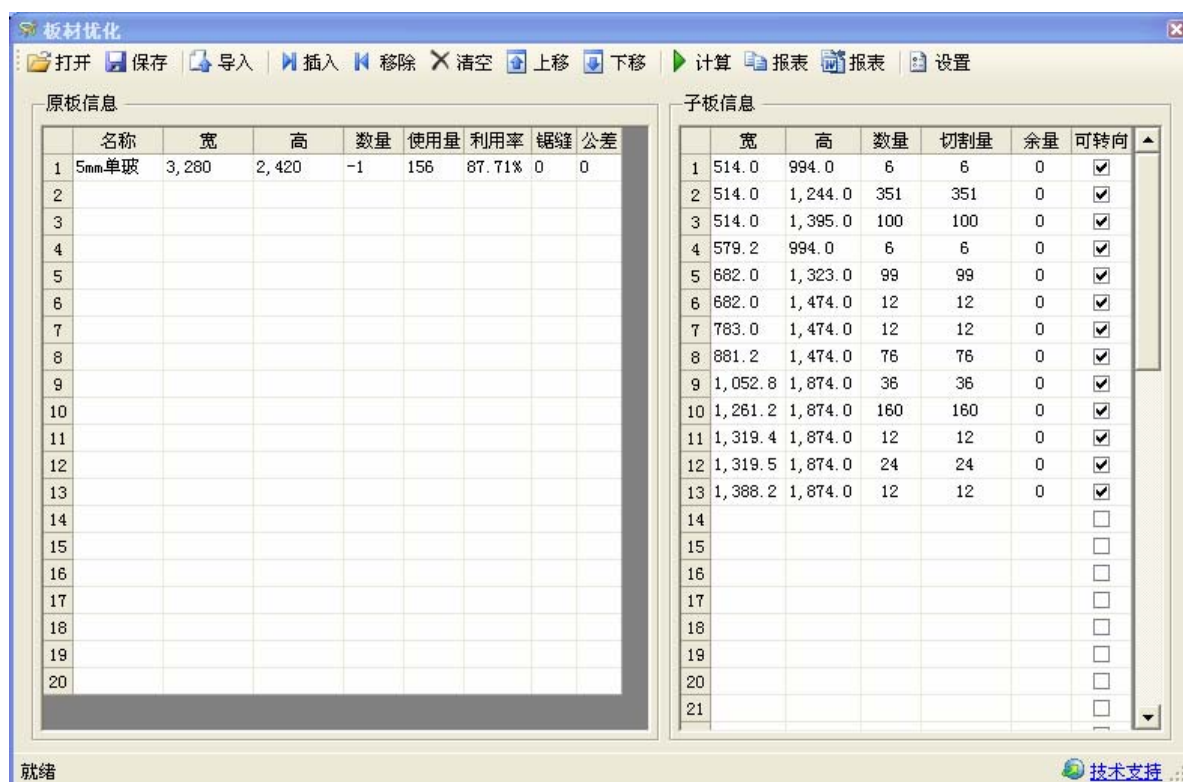 板材优化
打开 保存 导入 插入 移除 清空 上移 下移 计算 报表 报表 设置
原板信息
名称 宽 高 数量 使用量 利用率 锯缝 公差
1 5mm单玻 3,280 2,420 -1 156 87.71% 0 0
2
3
4
5
6
7
8
9
10
11
12
13
14
15
16
17
18
19
20
子板信息
宽 高 数量 切割量 余量 可转向
1 514.0 994.0 6 6 0
2 514.0 1,244.0 351 351 0
3 514.0 1,395.0 100 100 0
4 579.2 994.0 6 6 0
5 682.0 1,323.0 99 99 0
6 682.0 1,474.0 12 12 0
7 783.0 1,474.0 12 12 0
8 881.2 1,474.0 76 76 0
9 1,052.8 1,874.0 36 36 0
10 1,261.2 1,874.0 160 160 0
11 1,319.4 1,874.0 12 12 0
12 1,319.5 1,874.0 24 24 0
13 1,388.2 1,874.0 12 12 0
14
15
16
17
18
19
20
21
就绪
技术支持